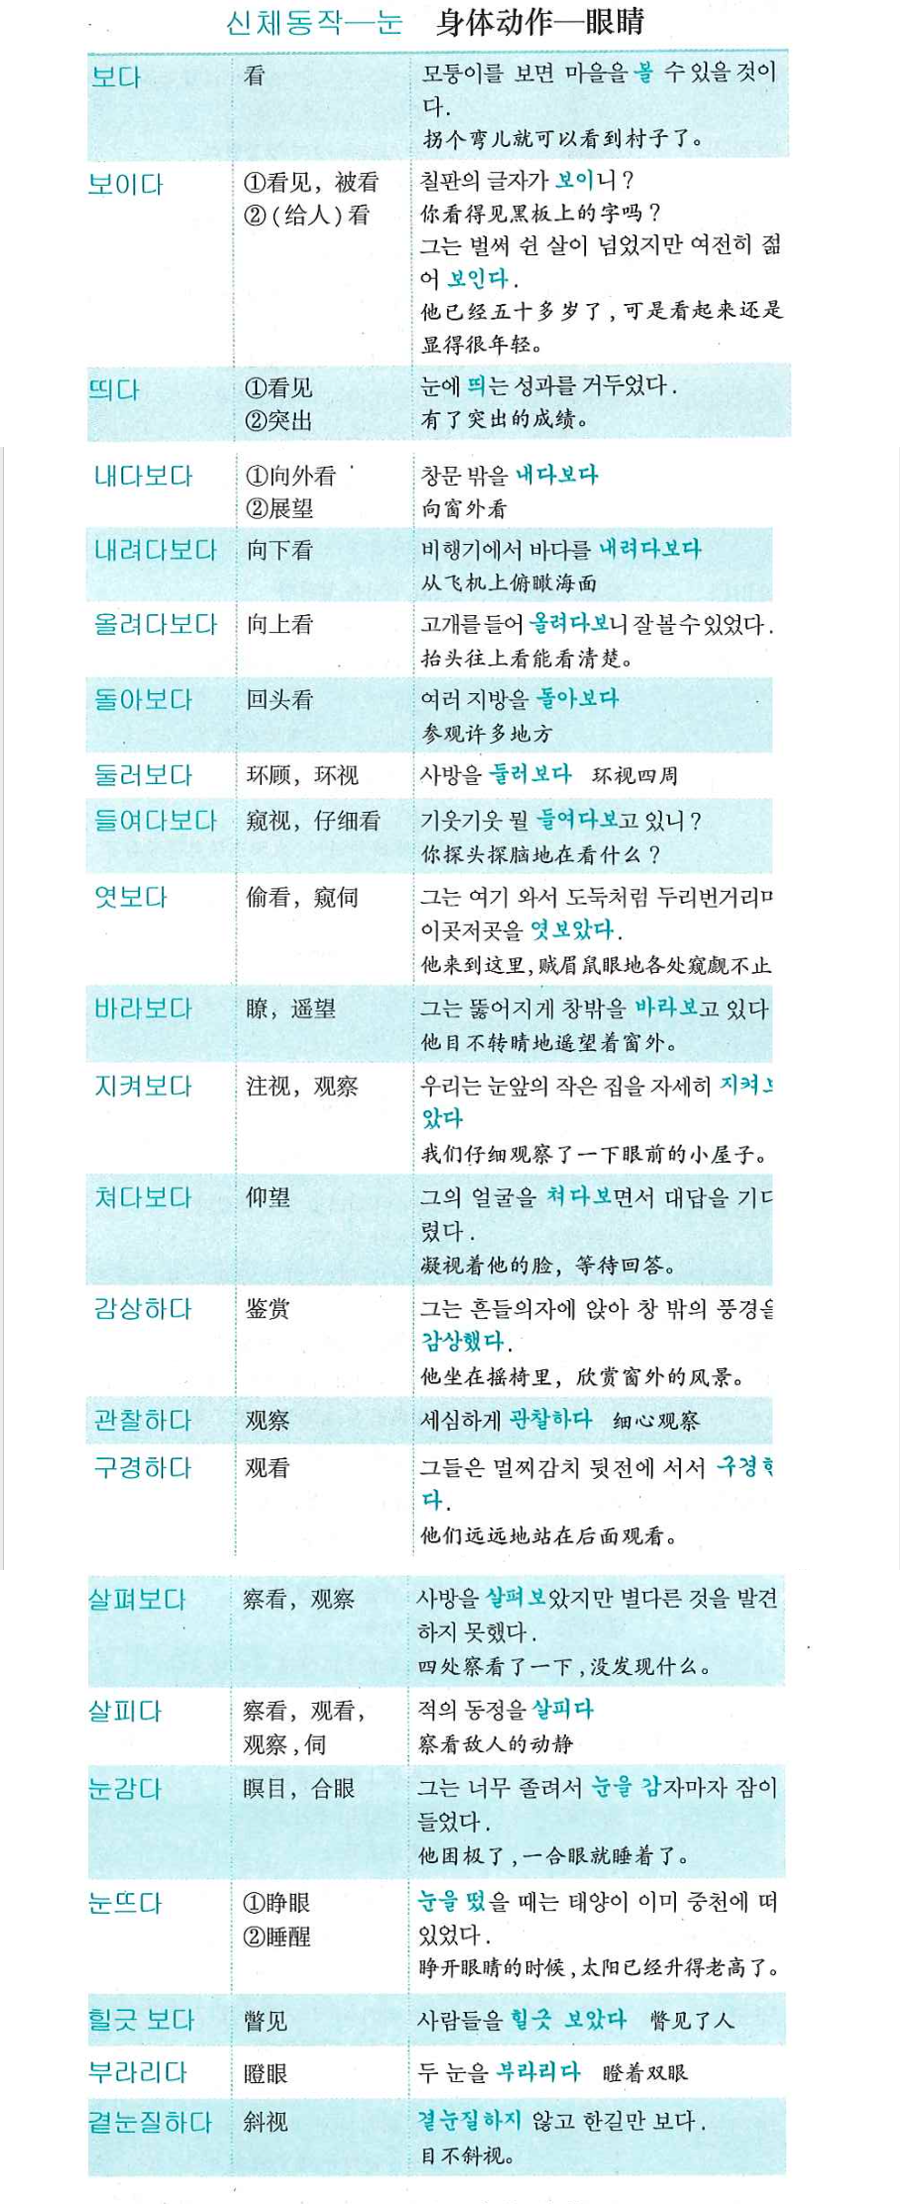 신체동작—눈 身体动作—眼睛
보다 看 모퉁이를 보면 마을을 볼 수 있을 것이
다.
拐个弯儿就可以看到村子了。
보이다 ①看见，被看 칠판의 글자가 보이니?
②(给人)看 你看得见黑板上的字吗?
그는 벌써 쉰 살이 넘었지만 여전히 젊
어 보인다.
他已经五十多岁了,可是看起来还是
显得很年轻。
띄다 ①看见 눈에 띄는 성과를 거두었다.
②突出 有了突出的成绩。
내다보다 ①向外看 창문 밖을 내다보다
②展望 向窗外看
내려다보다 向下看 비행기에서 바다를 내려다보다
从飞机上俯瞰海面
올려다보다 向上看 고개를 들어 올려다보니 잘 볼 수 있었다.
抬头往上看能看清楚。
돌아보다 回头看 여러 지방을 돌아보다
参观许多地方
둘러보다 环顾，环视 사방을 둘러보다 环视四周
들여다보다 窥视，仔细看 기웃기웃 뭘 들여다보고 있니?
你探头探脑地在看什么?
엿보다 偷看，窥伺 그는 여기 와서 도둑처럼 두리번거리며
이곳저곳을 엿보았다.
他来到这里,贼眉鼠眼地各处窥觑不止
바라보다 瞭，遥望 그는 뚫어지게 창밖을 바라보고 있다
他目不转睛地遥望着窗外。
지켜보다 注视，观察 우리는 눈앞의 작은 집을 자세히 지켜보
았다
我们仔细观察了一下眼前的小屋子。
쳐다보다 仰望 그의 얼굴을 쳐다보면서 대답을 기다
렸다.
凝视着他的脸，等待回答。
감상하다 鉴赏 그는 흔들의자에 앉아 창 밖의 풍경을
감상했다.
他坐在摇椅里，欣赏窗外的风景。
관찰하다 观察 세심하게 관찰하다 细心观察
구경하다 观看 그들은 멀찌감치 뒷전에 서서 구경한
다.
他们远远地站在后面观看。
살펴보다 察看，观察 사방을 살펴보았지만 별다른 것을 발견
하지 못했다.
四处察看了一下,没发现什么。
살피다 察看，观看， 적의 동정을 살피다
观察,伺 察看敌人的动静
눈감다 瞑目，合眼 그는 너무 졸려서 눈을 감자마자 잠이
들었다.
他困极了,一合眼就睡着了。
눈뜨다 ①睁眼 눈을 떴을 때는 태양이 이미 중천에 떠
②睡醒 있었다.
睁开眼睛的时候,太阳已经升得老高了。
힐긋 보다 瞥见 사람들을 힐긋 보았다 瞥见了人
부라리다 瞪眼 두 눈을 부라리다 瞪着双眼
곁눈질하다 斜视 곁눈질하지 않고 한길만 보다.
目不斜视。